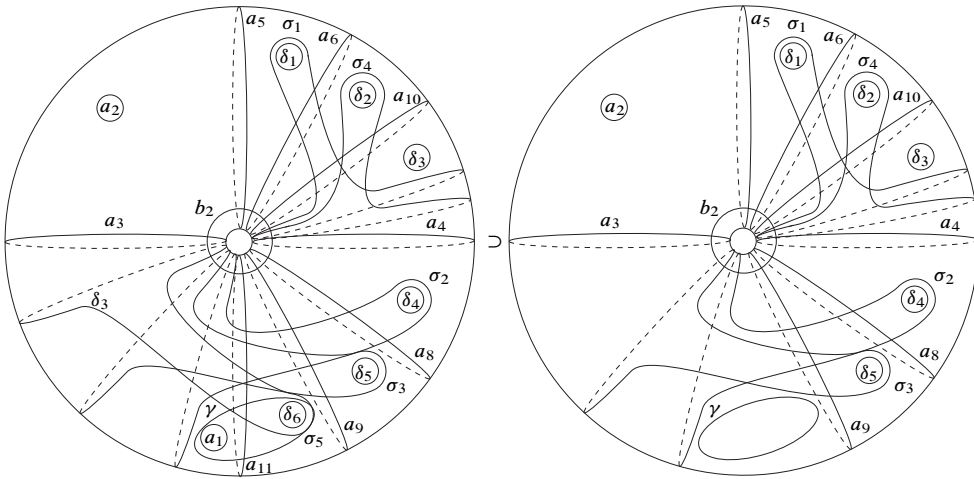 a5 σ1 a6 σ4 δ1 δ2 a10 a2 δ3
b2
a3 a4
δ3 σ2 δ4
a8
δ5 σ3
γ δ6 a1 σ5 a9
a11
∪
a5 σ1 a6 σ4 δ1 δ2 a10 a2 δ3
b2
a3 a4
σ2 δ4
a8
δ5 σ3
γ a9